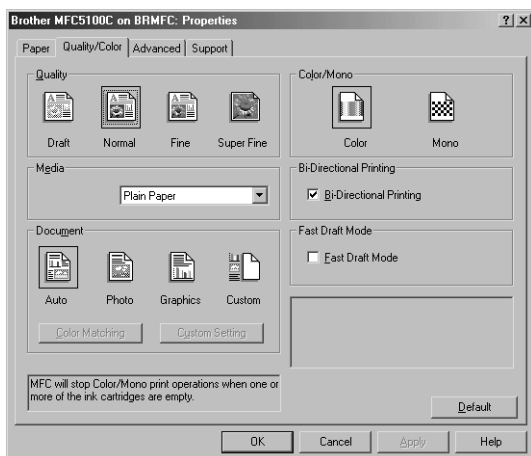 Brother MFC5100C on BRMFC: Properties
Paper Quality/Color Advanced Support
Quality
Draft Normal Fine Super Fine
Color/Mono
Color Mono
Media
Plain Paper
Bi-Directional Printing
Bi-Directional Printing
Document
Auto Photo Graphics Custom
Color Matching Custom Setting
Fast Draft Mode
Fast Draft Mode
MFC will stop Color/Mono print operations when one or
more of the ink cartridges are empty.
Default
OK Cancel Apply Help